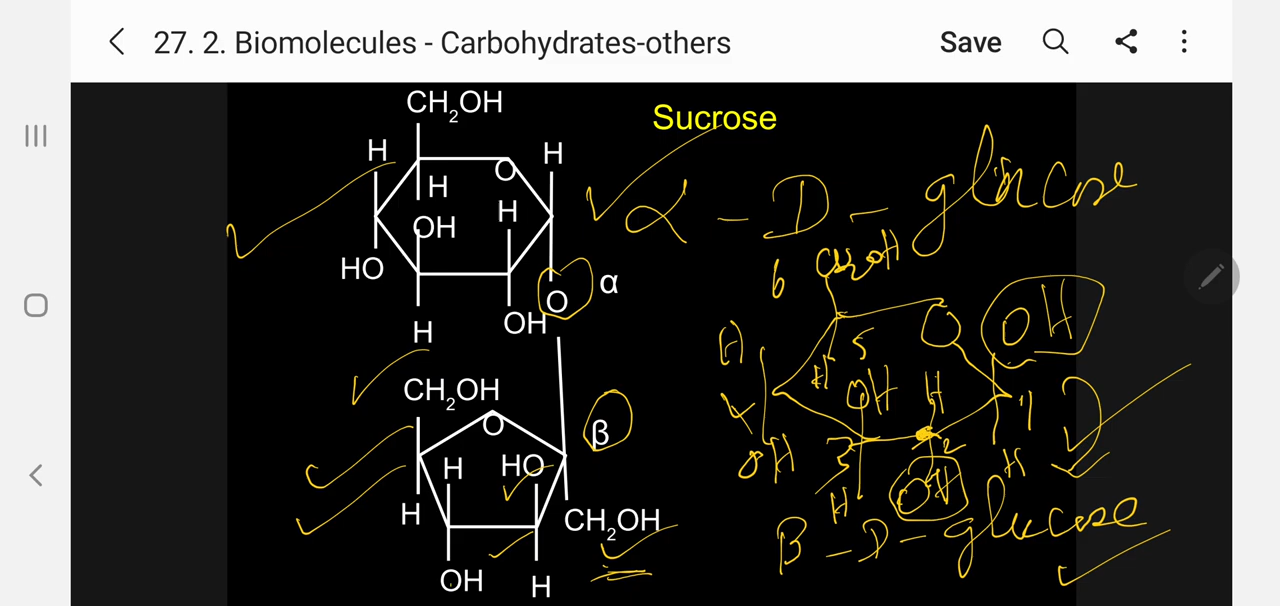 27. 2. Biomolecules - Carbohydrates-others
Save
Sucrose
CH₂OH
H
H
O
H
OH
H
HO
O
α
H
OH
CH₂OH
O
β
H
HO
H
CH₂OH
OH
H
α - D - glucose
6 CH₂OH
H
5
O
OH
4
H
OH
H
1
OH
3
2
H
H
OH
β - D - glucose